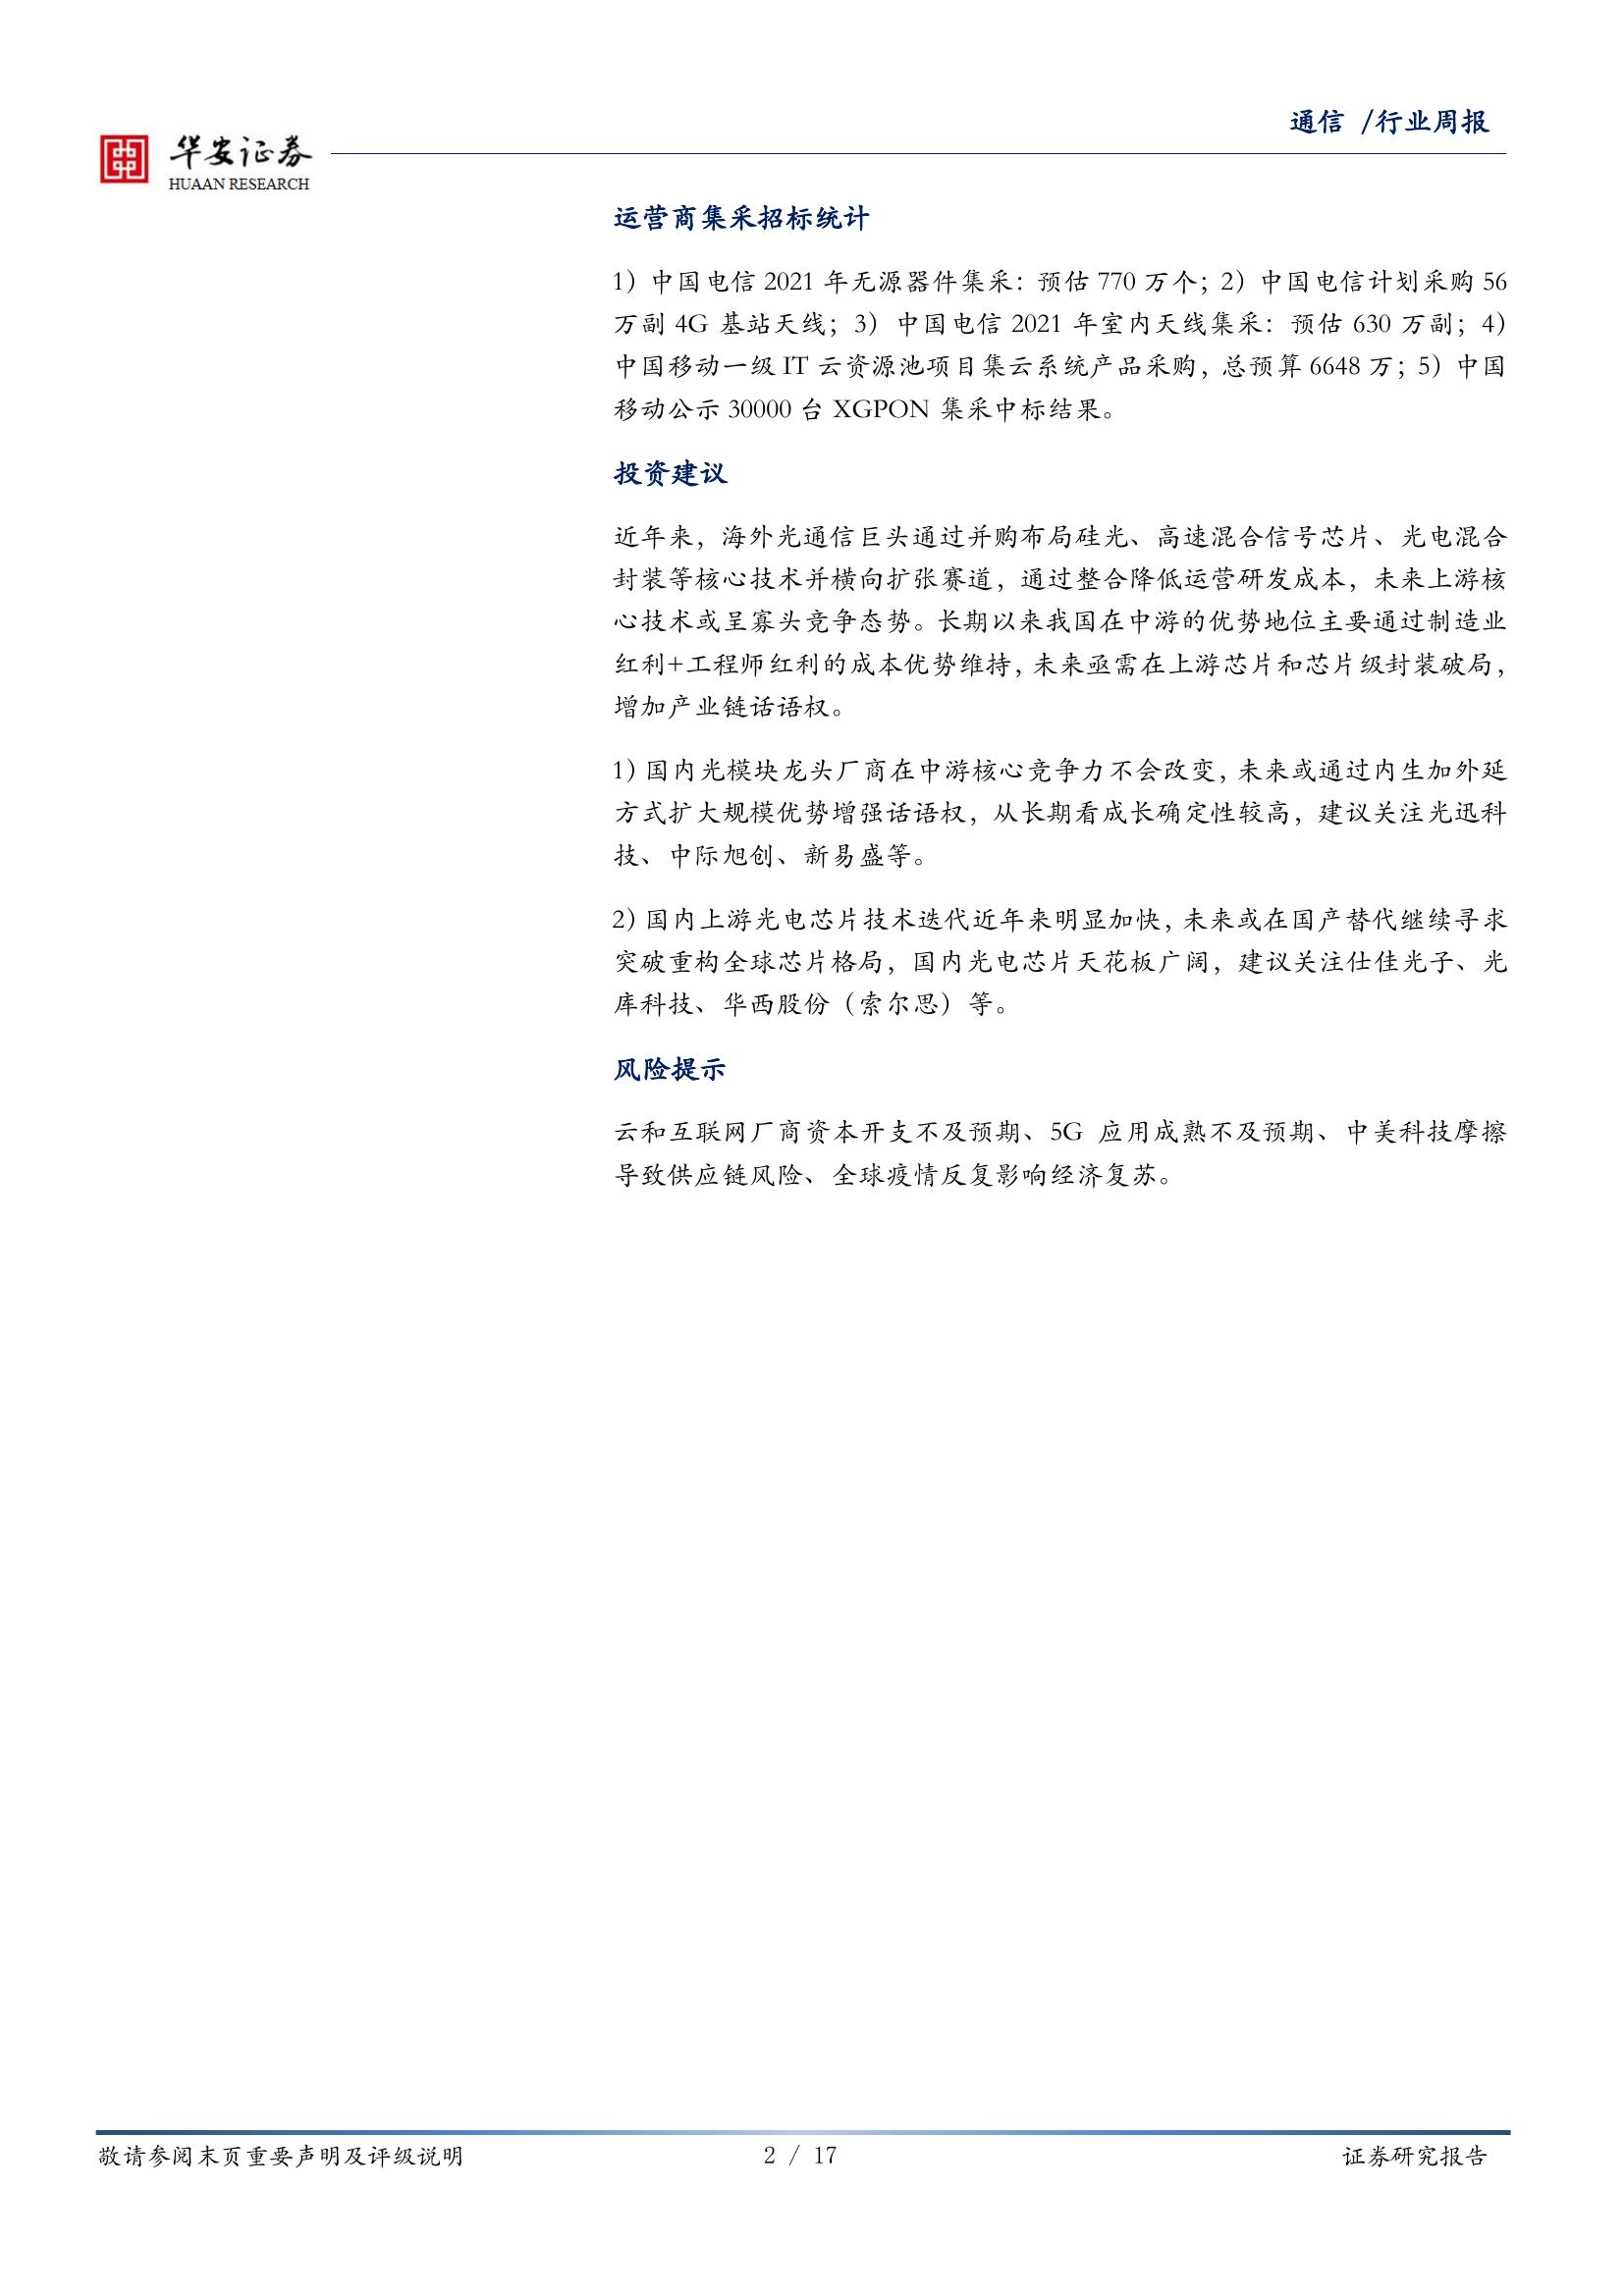 通信 /行业周报
华安证券
HUAAN RESEARCH
运营商集采招标统计
1）中国电信 2021 年无源器件集采：预估 770 万个；2）中国电信计划采购 56
万副 4G 基站天线；3）中国电信 2021 年室内天线集采：预估 630 万副；4）
中国移动一级 IT 云资源池项目集云系统产品采购，总预算 6648 万；5）中国
移动公示 30000 台 XGPON 集采中标结果。
投资建议
近年来，海外光通信巨头通过并购布局硅光、高速混合信号芯片、光电混合
封装等核心技术并横向扩张赛道，通过整合降低运营研发成本，未来上游核
心技术或呈寡头竞争态势。长期以来我国在中游的优势地位主要通过制造业
红利+工程师红利的成本优势维持，未来亟需在上游芯片和芯片级封装破局，
增加产业链话语权。
1）国内光模块龙头厂商在中游核心竞争力不会改变，未来或通过内生加外延
方式扩大规模优势增强话语权，从长期看成长确定性较高，建议关注光迅科
技、中际旭创、新易盛等。
2）国内上游光电芯片技术迭代近年来明显加快，未来或在国产替代继续寻求
突破重构全球芯片格局，国内光电芯片天花板广阔，建议关注仕佳光子、光
库科技、华西股份（索尔思）等。
风险提示
云和互联网厂商资本开支不及预期、5G 应用成熟不及预期、中美科技摩擦
导致供应链风险、全球疫情反复影响经济复苏。
敬请参阅末页重要声明及评级说明
2 / 17
证券研究报告